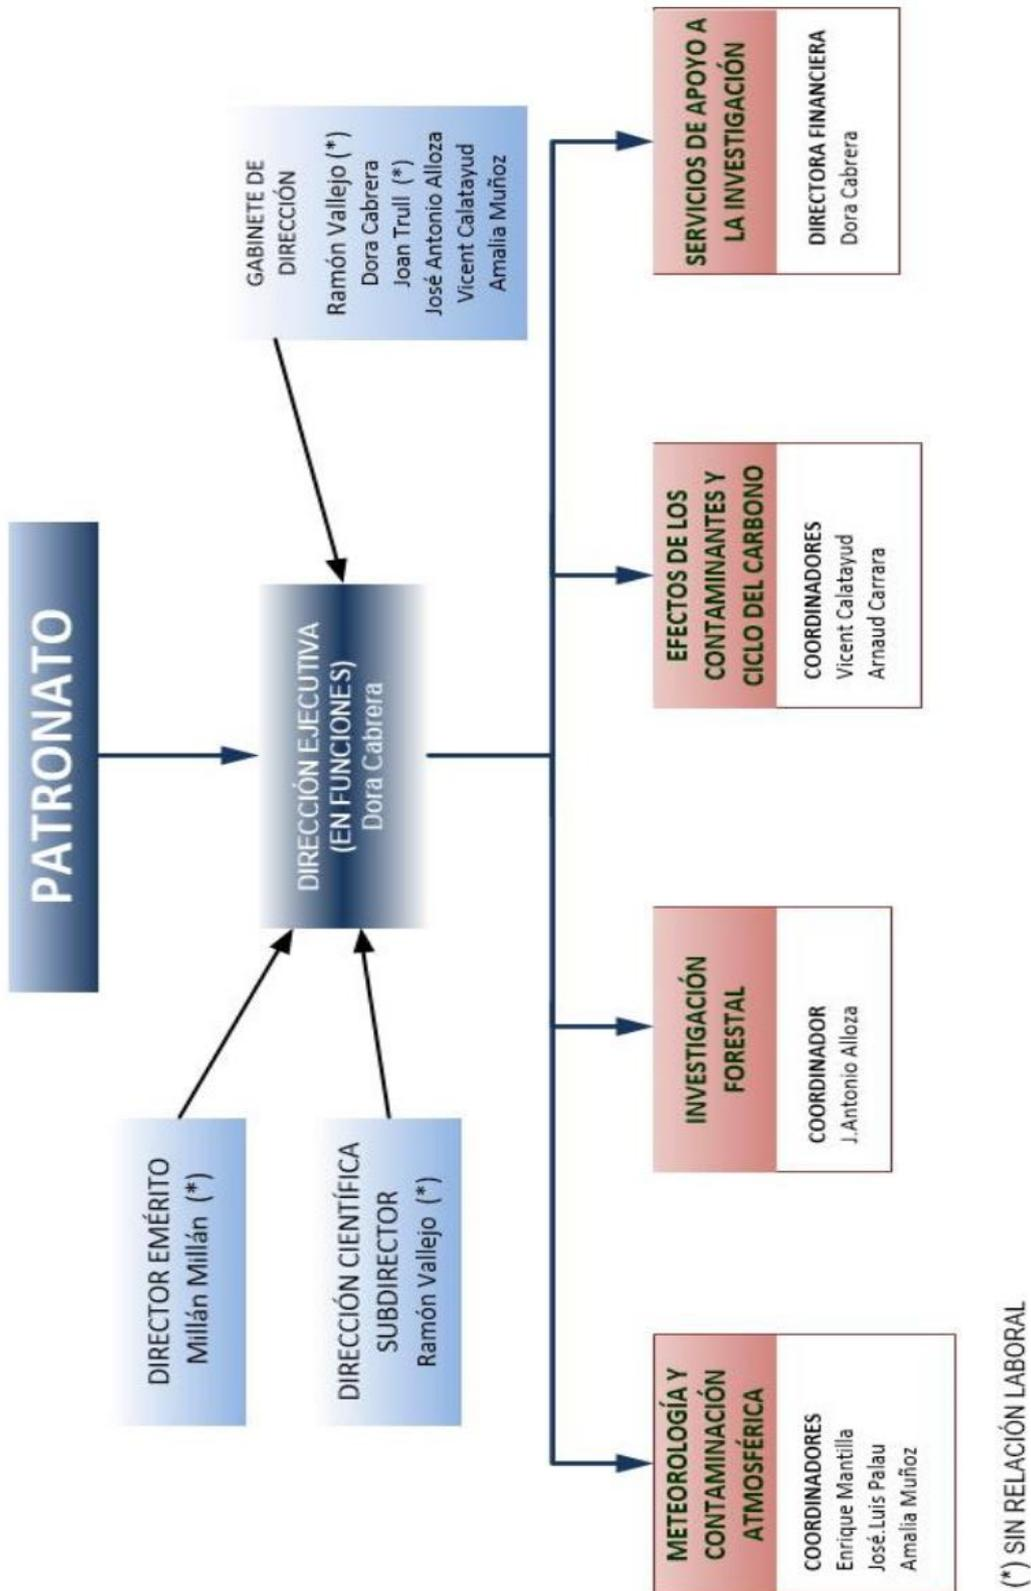 PATRONATO
DIRECTOR EMÉRITO
Millán Millán (*)
DIRECCIÓN CIENTÍFICA
SUBDIRECTOR
Ramón Vallejo (*)
DIRECCIÓN EJECUTIVA
(EN FUNCIONES)
Dora Cabrera
GABINETE DE
DIRECCIÓN
Ramón Vallejo (*)
Dora Cabrera
Joan Trull (*)
José Antonio Alloza
Vicent Calatayud
Amalia Muñoz
METEOROLOGÍA Y
CONTAMINACIÓN
ATMOSFÉRICA
COORDINADORES
Enrique Mantilla
José.Luis Palau
Amalia Muñoz
INVESTIGACIÓN
FORESTAL
COORDINADOR
J.Antonio Alloza
EFECTOS DE LOS
CONTAMINANTES Y
CICLO DEL CARBONO
COORDINADORES
Vicent Calatayud
Arnaud Carrara
SERVICIOS DE APOYO A
LA INVESTIGACIÓN
DIRECTORA FINANCIERA
Dora Cabrera
(*) SIN RELACIÓN LABORAL